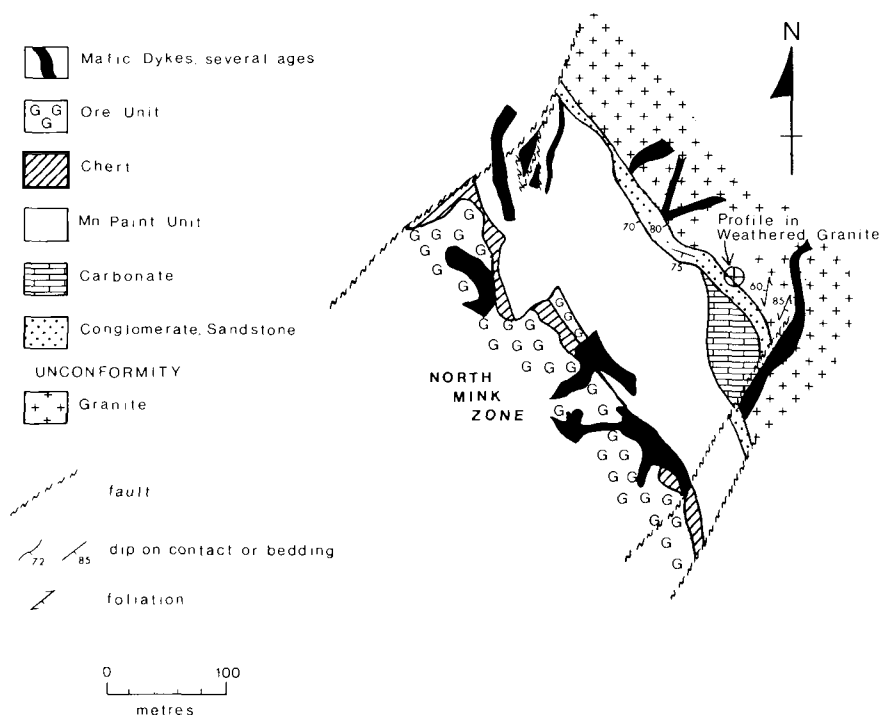 Mafic Dykes, several ages
G G
G
Ore Unit
Chert
Mn Paint Unit
Carbonate
Conglomerate, Sandstone
UNCONFORMITY
Granite
fault
72
85
dip on contact or bedding
foliation
0
100
metres
N
70
80
75
Profile in
Weathered Granite
60
85
NORTH
MINK
ZONE
G G G
G G G
G G
G
G
G
G
G
G
G G G
G G G
G G
G
G
G
G G
G
G
G G
G G
G G G
G G
G G
G
G